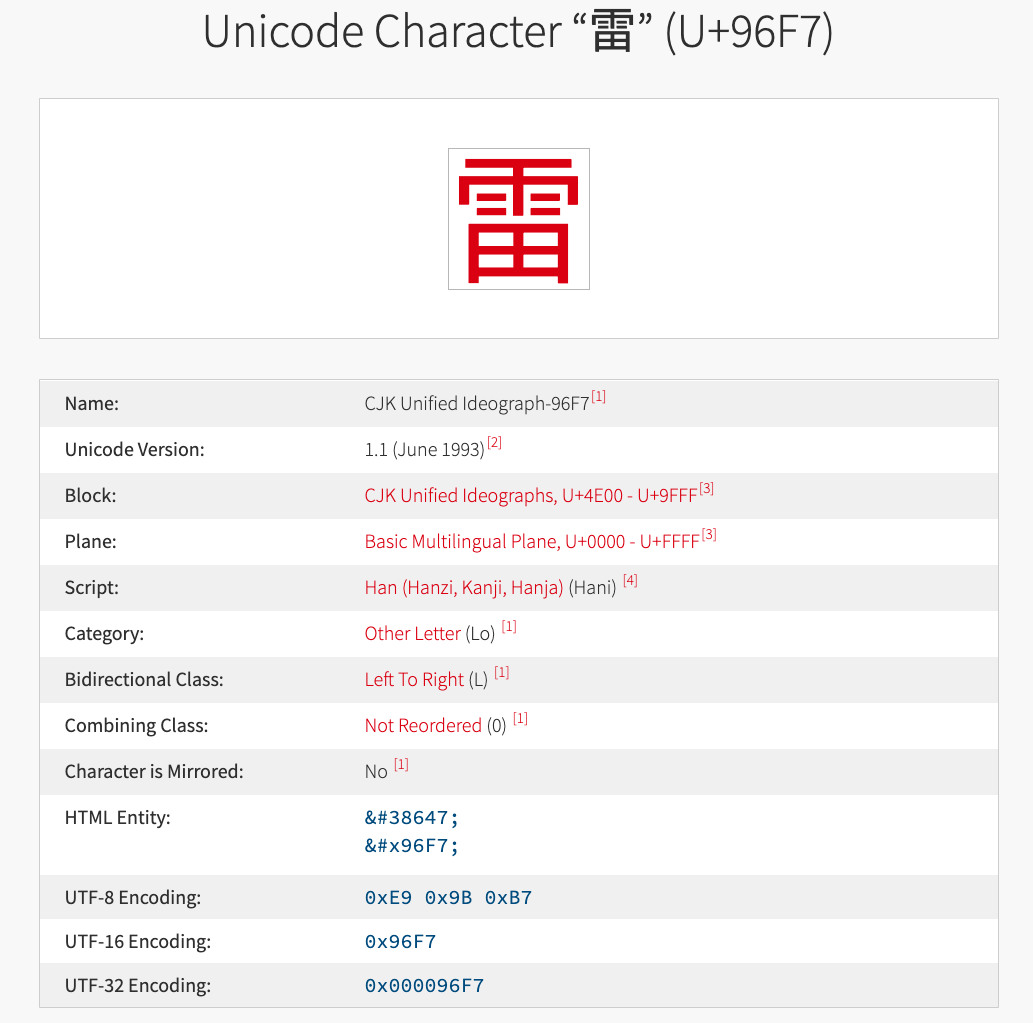 Unicode Character “雷” (U+96F7)
雷
Name: CJK Unified Ideograph-96F7[1]
Unicode Version: 1.1 (June 1993)[2]
Block: CJK Unified Ideographs, U+4E00 - U+9FFF[3]
Plane: Basic Multilingual Plane, U+0000 - U+FFFF[3]
Script: Han (Hanzi, Kanji, Hanja) (Hani) [4]
Category: Other Letter (Lo) [1]
Bidirectional Class: Left To Right (L) [1]
Combining Class: Not Reordered (0) [1]
Character is Mirrored: No [1]
HTML Entity: &#38647;
&#x96F7;
UTF-8 Encoding: 0xE9 0x9B 0xB7
UTF-16 Encoding: 0x96F7
UTF-32 Encoding: 0x000096F7